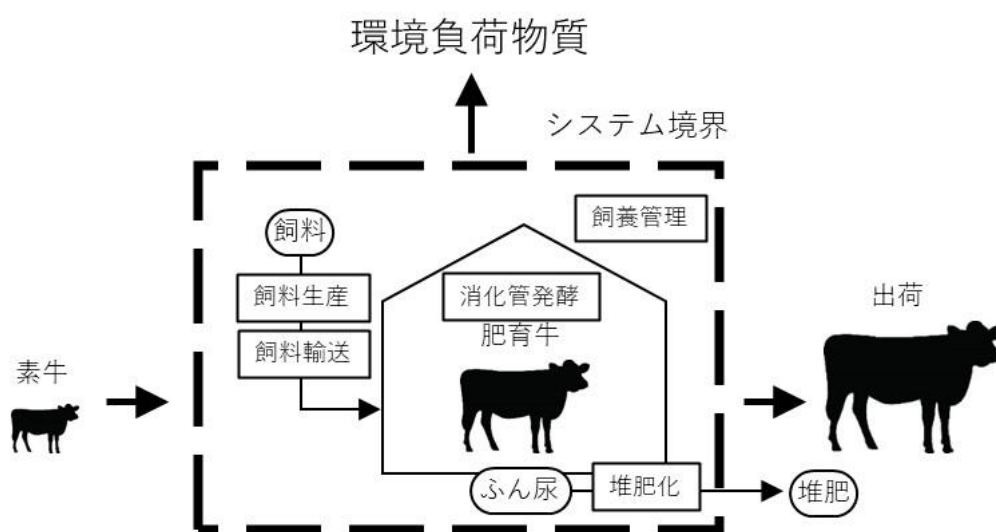 環境負荷物質
システム境界
飼料
飼養管理
飼料生産
消化管発酵
出荷
肥育牛
飼料輸送
素牛
ふん尿
堆肥化
堆肥